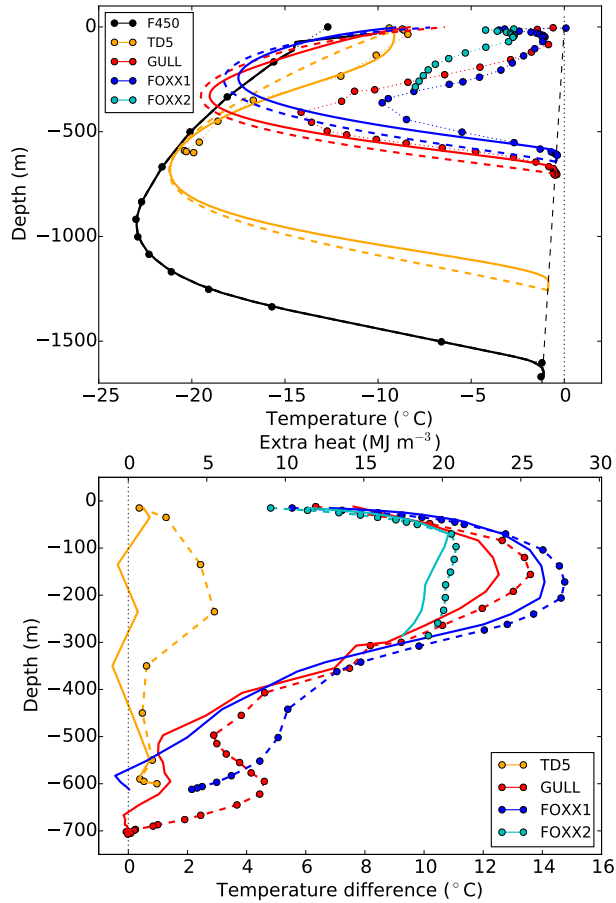 0
−500
−1000
−1500
Depth (m)
F450
TD5
GULL
FOXX1
FOXX2
−25 −20 −15 −10 −5 0
Temperature (°C)
Extra heat (MJ m⁻³)
0 5 10 15 20 25 30
0
−100
−200
−300
−400
−500
−600
−700
Depth (m)
TD5
GULL
FOXX1
FOXX2
0 2 4 6 8 10 12 14 16
Temperature difference (°C)